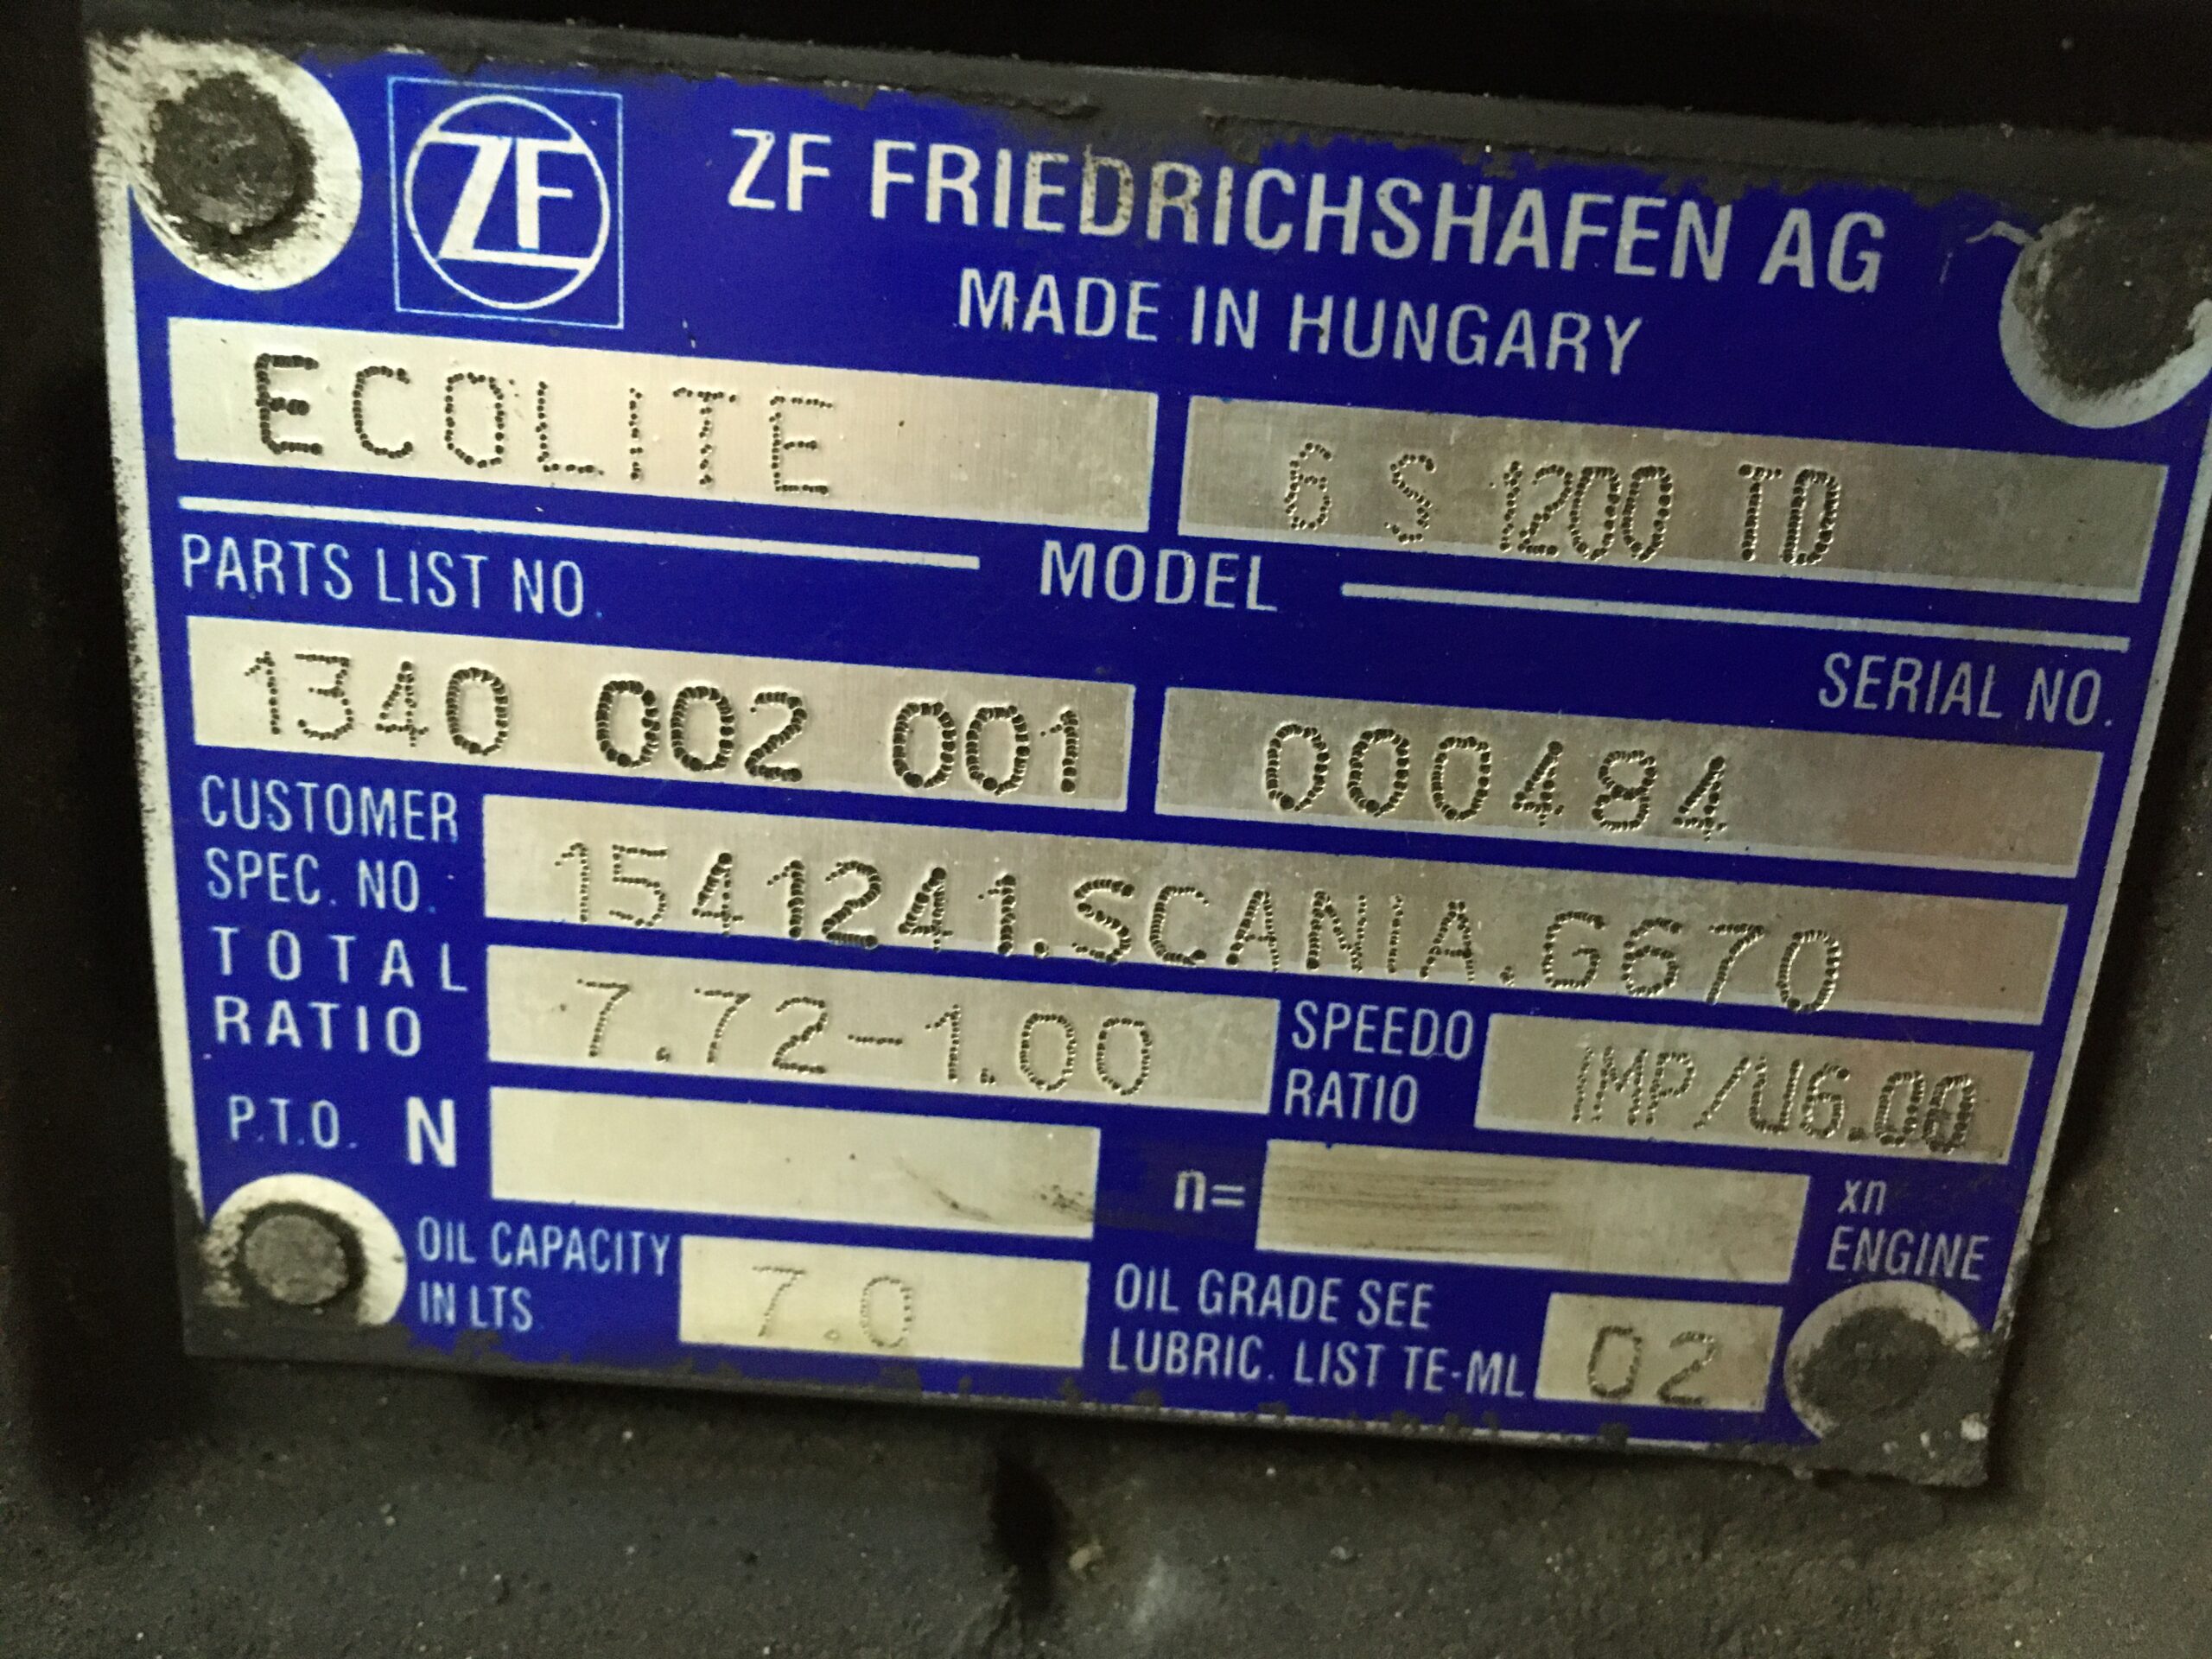 ZF
ZF FRIEDRICHSHAFEN AG
MADE IN HUNGARY
ECOLITE 6 S 1200 TD
MODEL
PARTS LIST NO. SERIAL NO.
1340 002 001 000484
CUSTOMER SPEC. NO. 1541241.SCANIA.G670
TOTAL RATIO 7.72-1.00 SPEEDO RATIO IMP/U6.00
P.T.O. N n= xn ENGINE
OIL CAPACITY IN LTS 7.0 OIL GRADE SEE LUBRIC. LIST TE-ML 02